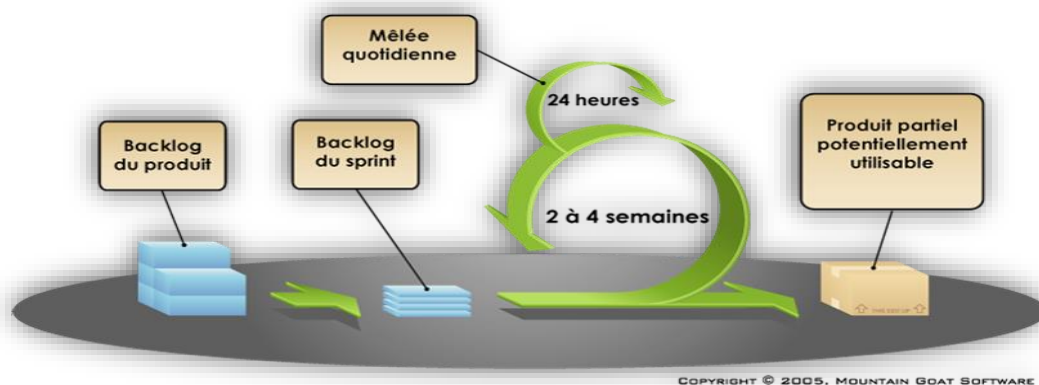 Mêlée
quotidienne
24 heures
Backlog
du produit
Backlog
du sprint
Produit partiel
potentiellement
utilisable
2 à 4 semaines
COPYRIGHT © 2005, MOUNTAIN GOAT SOFTWARE